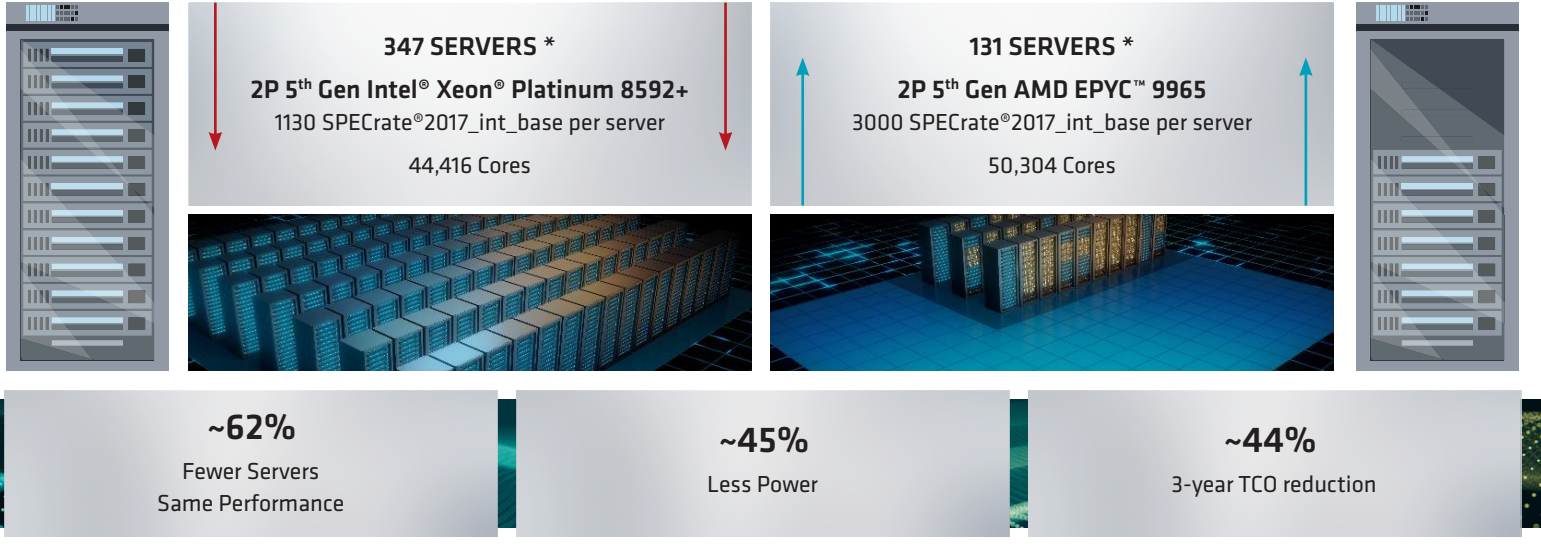 347 SERVERS *
2P 5th Gen Intel® Xeon® Platinum 8592+
1130 SPECrate®2017_int_base per server
44,416 Cores
131 SERVERS *
2P 5th Gen AMD EPYC™ 9965
3000 SPECrate®2017_int_base per server
50,304 Cores
~62%
Fewer Servers
Same Performance
~45%
Less Power
~44%
3-year TCO reduction